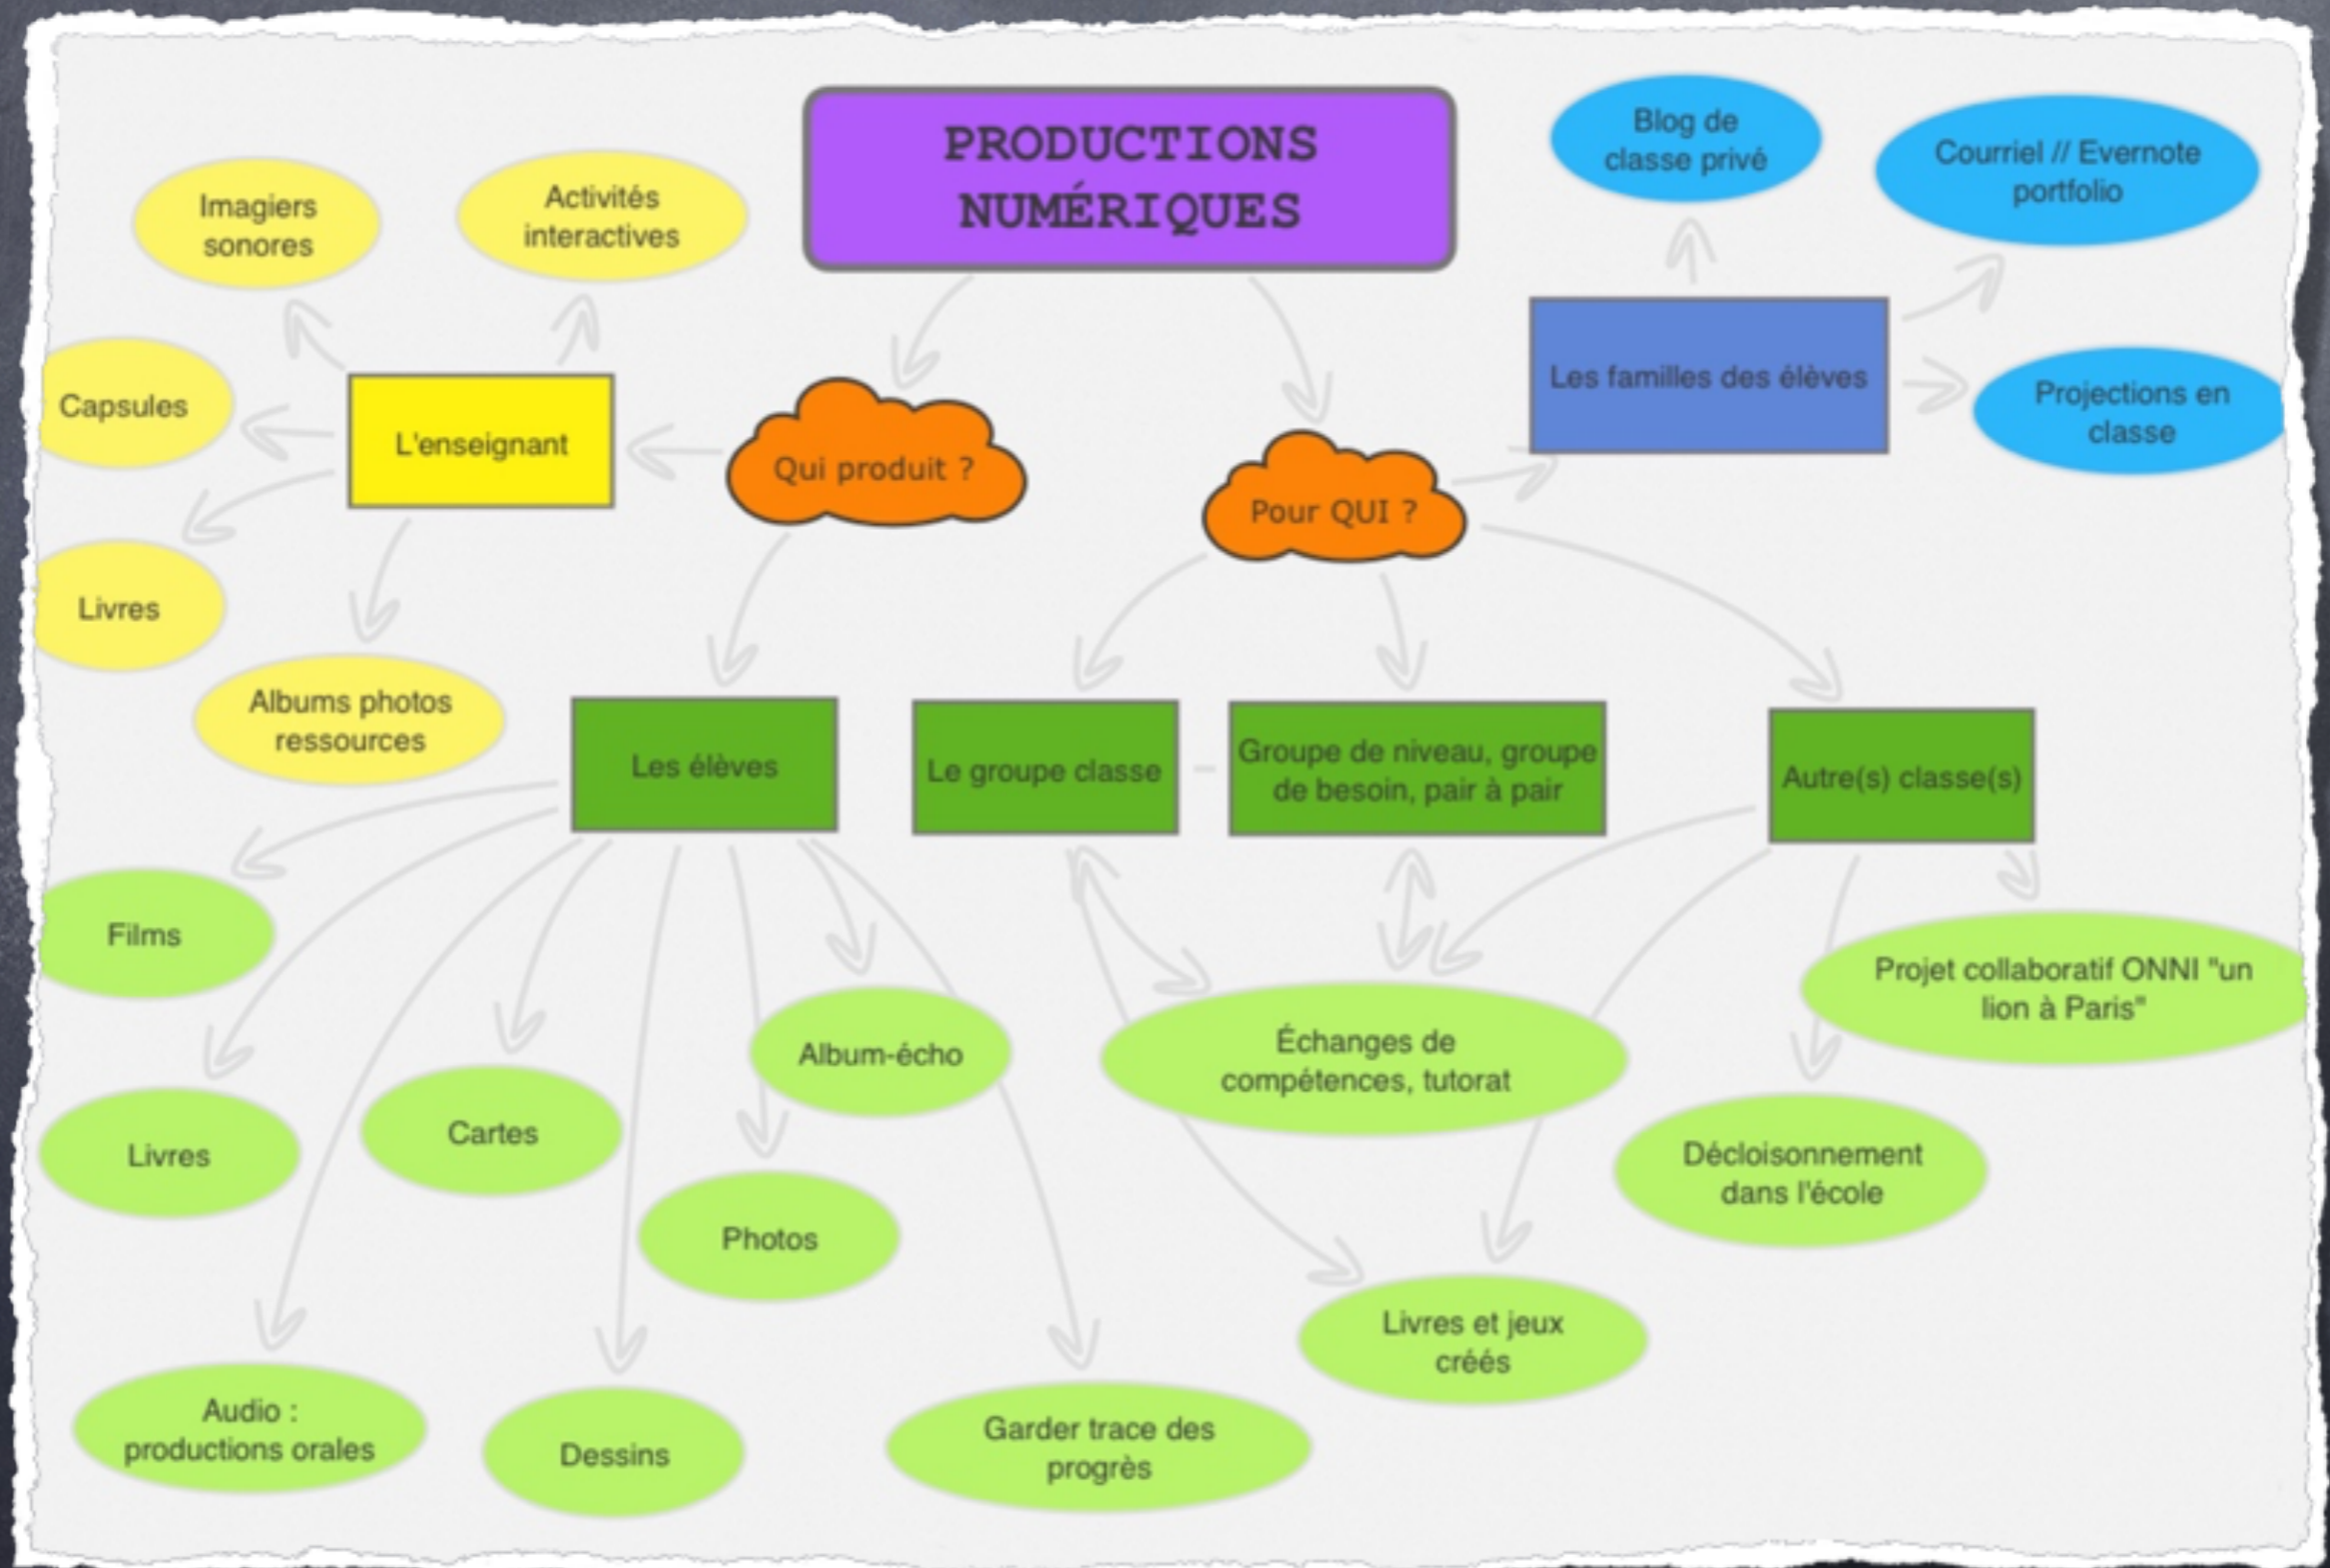 PRODUCTIONS
NUMÉRIQUES
Blog de
classe privé
Courriel // Evernote
portfolio
Imagiers
sonores
Activités
interactives
Les familles des élèves
Projections en
classe
Capsules
L'enseignant
Qui produit ?
Pour QUI ?
Livres
Albums photos
ressources
Les élèves
Le groupe classe
Groupe de niveau, groupe
de besoin, pair à pair
Autre(s) classe(s)
Films
Projet collaboratif ONNI "un
lion à Paris"
Album-écho
Échanges de
compétences, tutorat
Livres
Cartes
Décloisonnement
dans l'école
Photos
Livres et jeux
créés
Audio :
productions orales
Dessins
Garder trace des
progrès